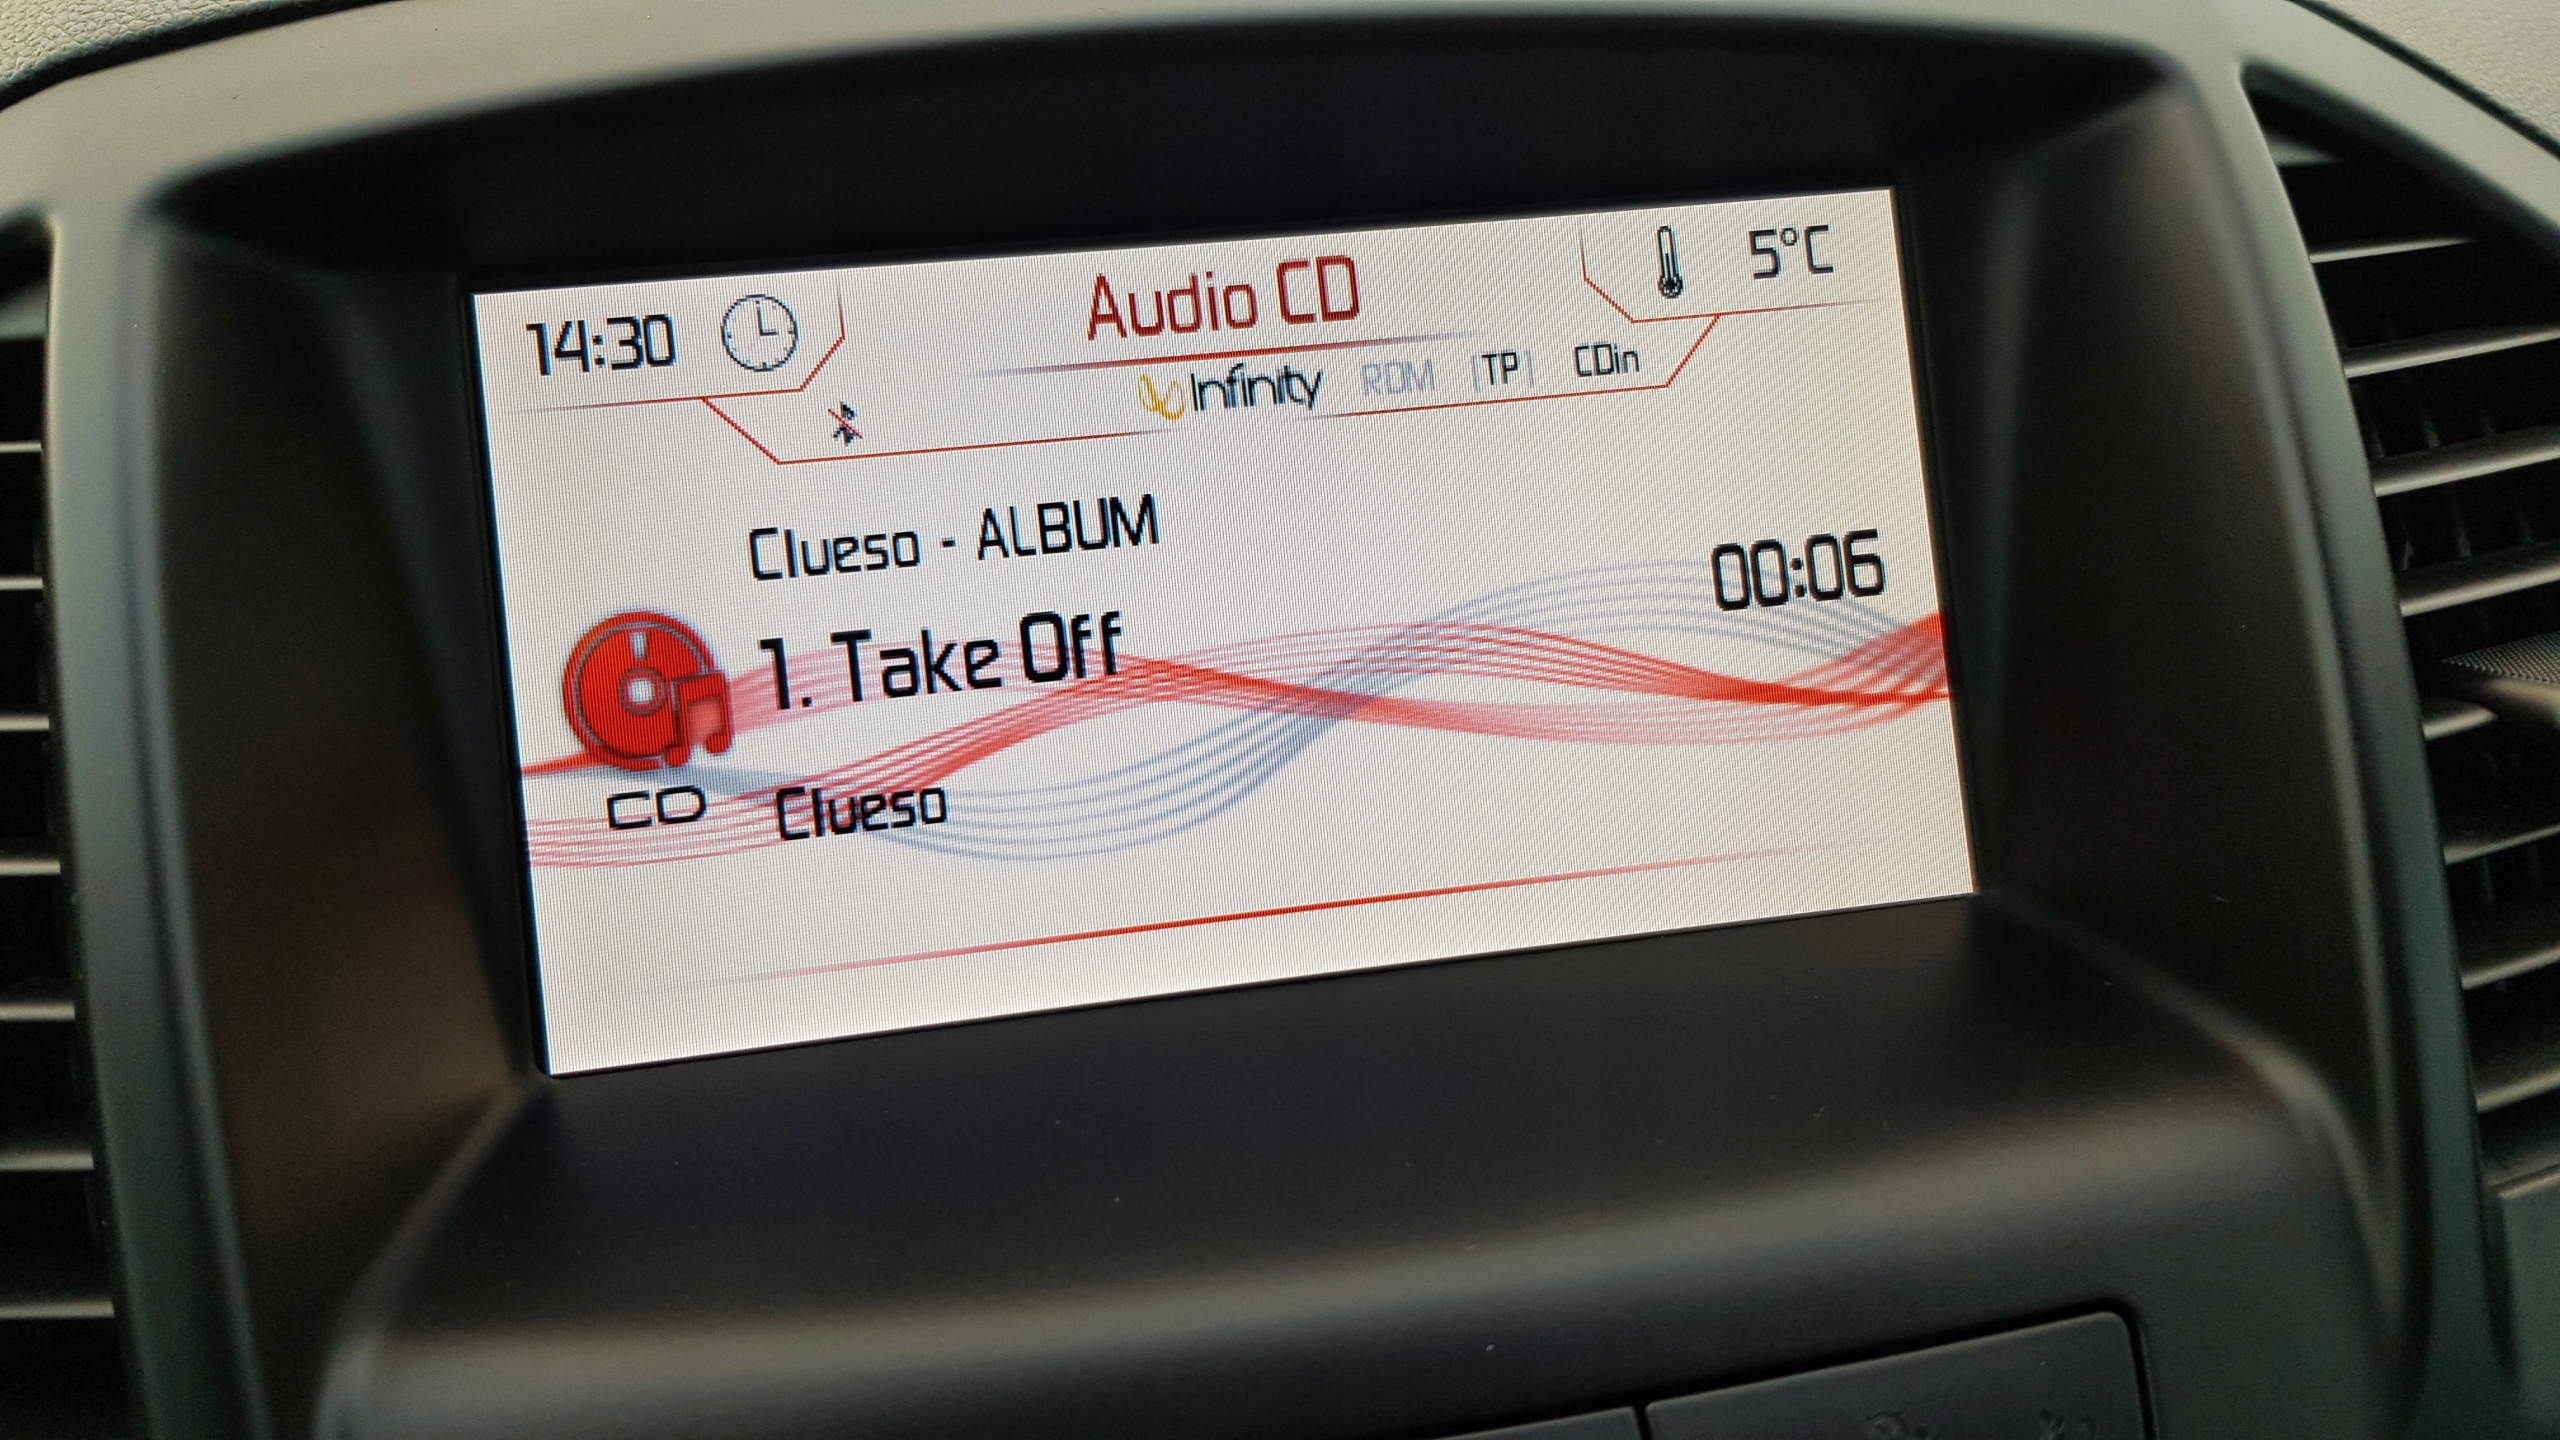 14:30
Audio CD
5°C
Infinity RDM [TP] CDin
Clueso - ALBUM
00:06
1. Take Off
CD
Clueso